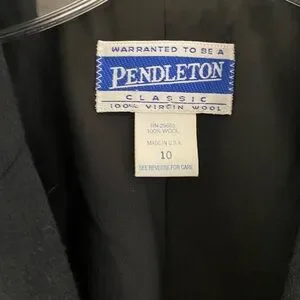 WARRANTED TO BE A
PENDLETON
CLASSIC
100% VIRGIN WOOL
100% WOOL
MADE IN U.S.A.
10
SEE REVERSE FOR CARE